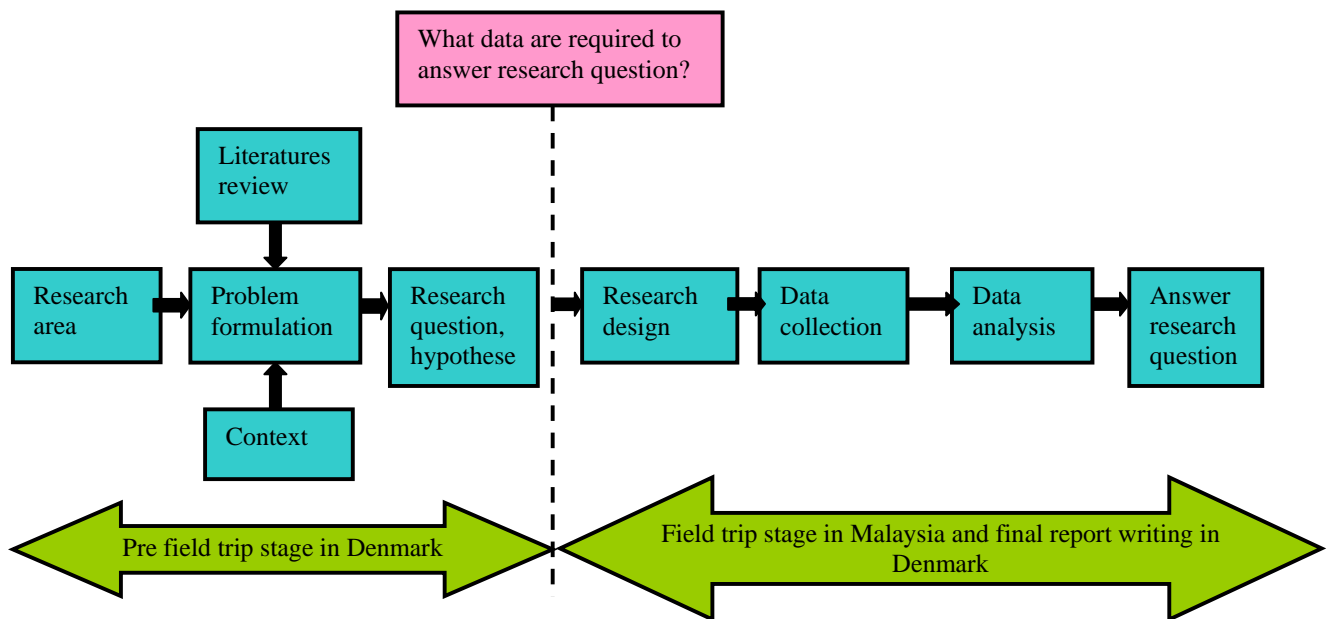 What data are required to
answer research question?
Literatures
review
Research
area
Problem
formulation
Research
question,
hypothese
Research
design
Data
collection
Data
analysis
Answer
research
question
Context
Pre field trip stage in Denmark
Field trip stage in Malaysia and final report writing in
Denmark